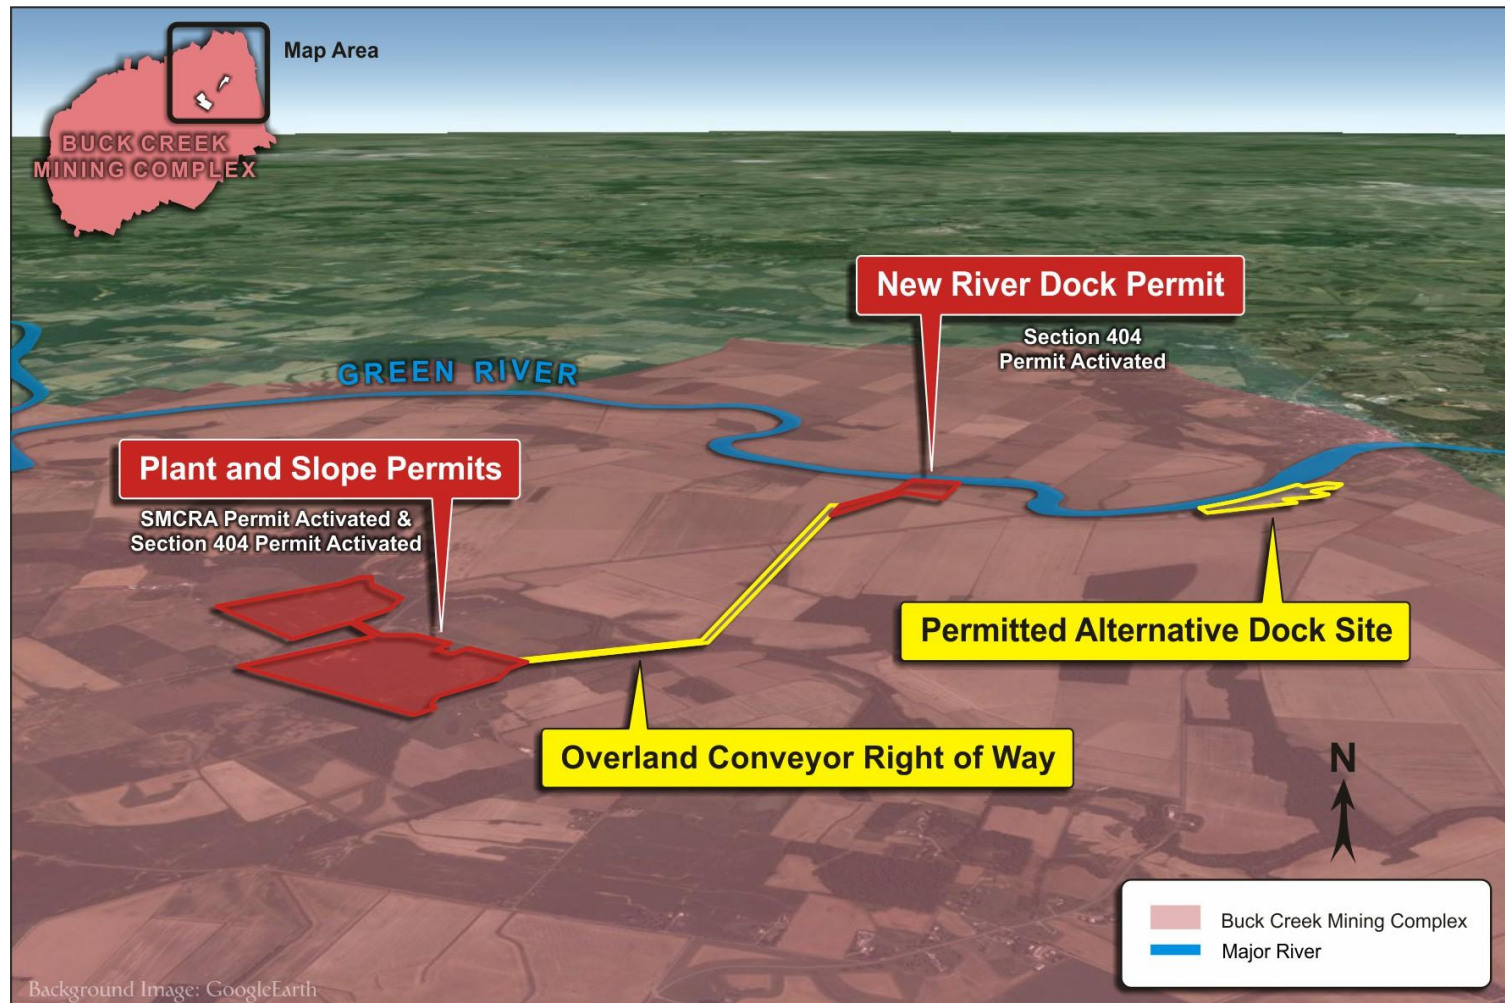 Map Area
BUCK CREEK
MINING COMPLEX
New River Dock Permit
Section 404
Permit Activated
GREEN RIVER
Plant and Slope Permits
SMCRA Permit Activated &
Section 404 Permit Activated
Permitted Alternative Dock Site
Overland Conveyor Right of Way
N
Buck Creek Mining Complex
Major River
Background Image: GoogleEarth